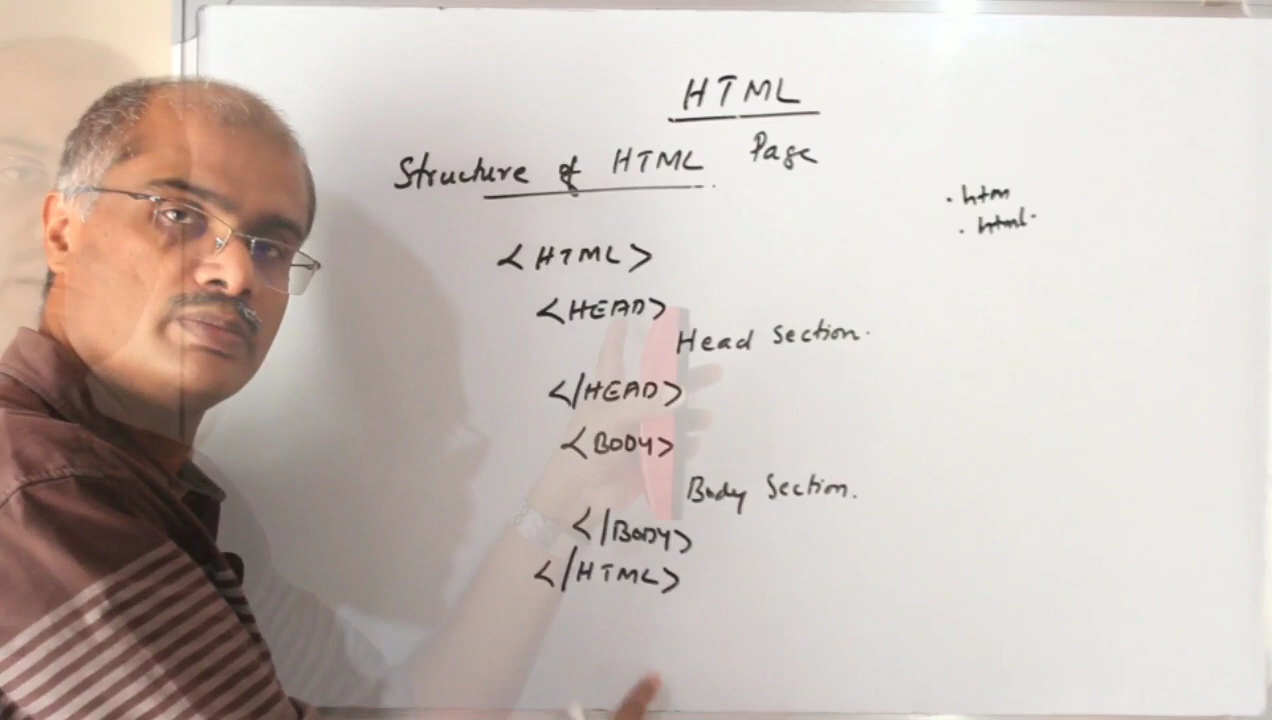 HTML
Structure of HTML Page
. htm
. html.
<HTML>
<HEAD>
Head Section.
</HEAD>
<BODY>
Body Section.
</BODY>
</HTML>